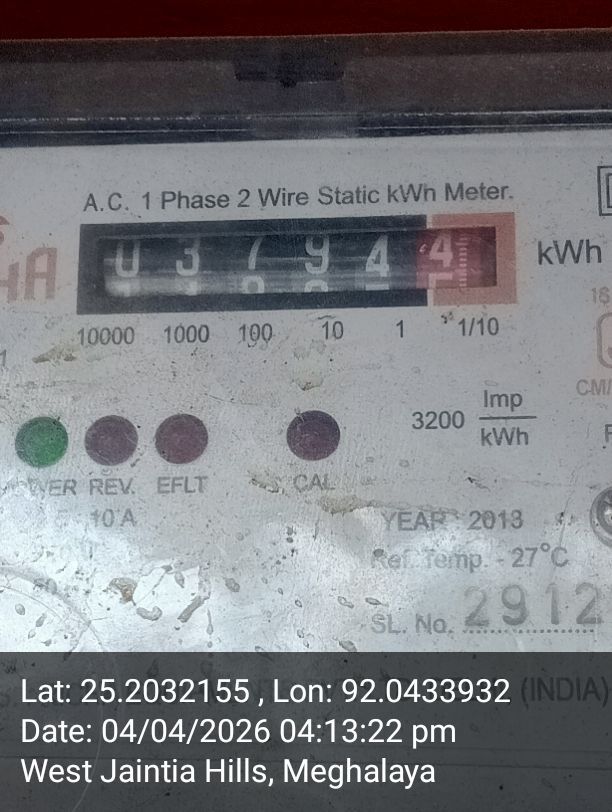 A.C. 1 Phase 2 Wire Static kWh Meter.
0 3 7 9 4 4 kWh
10000 1000 100 10 1 1/10
3200 Imp
kWh
REV. EFLT CAL
10 A
YEAR : 2013
Ref. Temp. - 27°C
SL. No. 2912
(INDIA)
Lat: 25.2032155 , Lon: 92.0433932
Date: 04/04/2026 04:13:22 pm
West Jaintia Hills, Meghalaya